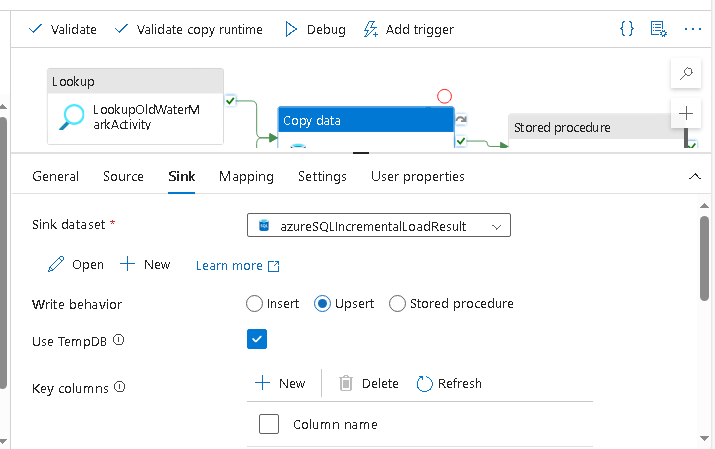 Validate Validate copy runtime Debug Add trigger
Lookup
LookupOldWaterM
arkActivity
Copy data
Stored procedure
General Source Sink Mapping Settings User properties
Sink dataset * azureSQLIncrementalLoadResult
Open New Learn more
Write behavior Insert Upsert Stored procedure
Use TempDB
Key columns New Delete Refresh
Column name